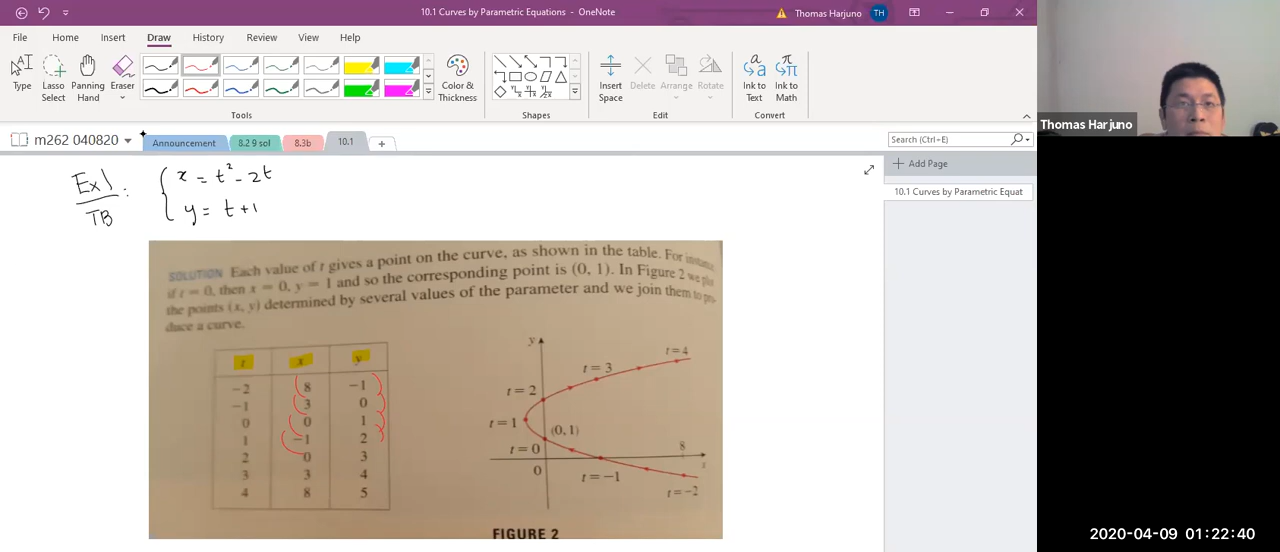 10.1 Curves by Parametric Equations - OneNote
Thomas Harjuno
TH
File Home Insert Draw History Review View Help
Type
Lasso Select
Panning Hand
Eraser
Color & Thickness
Insert Space
Delete
Arrange
Rotate
Ink to Text
Ink to Math
Tools
Shapes
Edit
Convert
m262 040820
Announcement
8.2 9 sol
8.3b
10.1
Search (Ctrl+E)
Add Page
10.1 Curves by Parametric Equat
Thomas Harjuno
Ex 1 :
TB
x = t² - 2t
y = t + 1
SOLUTION Each value of t gives a point on the curve, as shown in the table. For instance,
if t = 0, then x = 0, y = 1 and so the corresponding point is (0, 1). In Figure 2 we plot
the points (x, y) determined by several values of the parameter and we join them to pro-
duce a curve.
t x y
-2 8 -1
-1 3 0
0 0 1
1 -1 2
2 0 3
3 3 4
4 8 5
y
t = 4
t = 3
t = 2
t = 1
(0, 1)
t = 0
8
x
0
t = -1
t = -2
FIGURE 2
2020-04-09 01:22:40